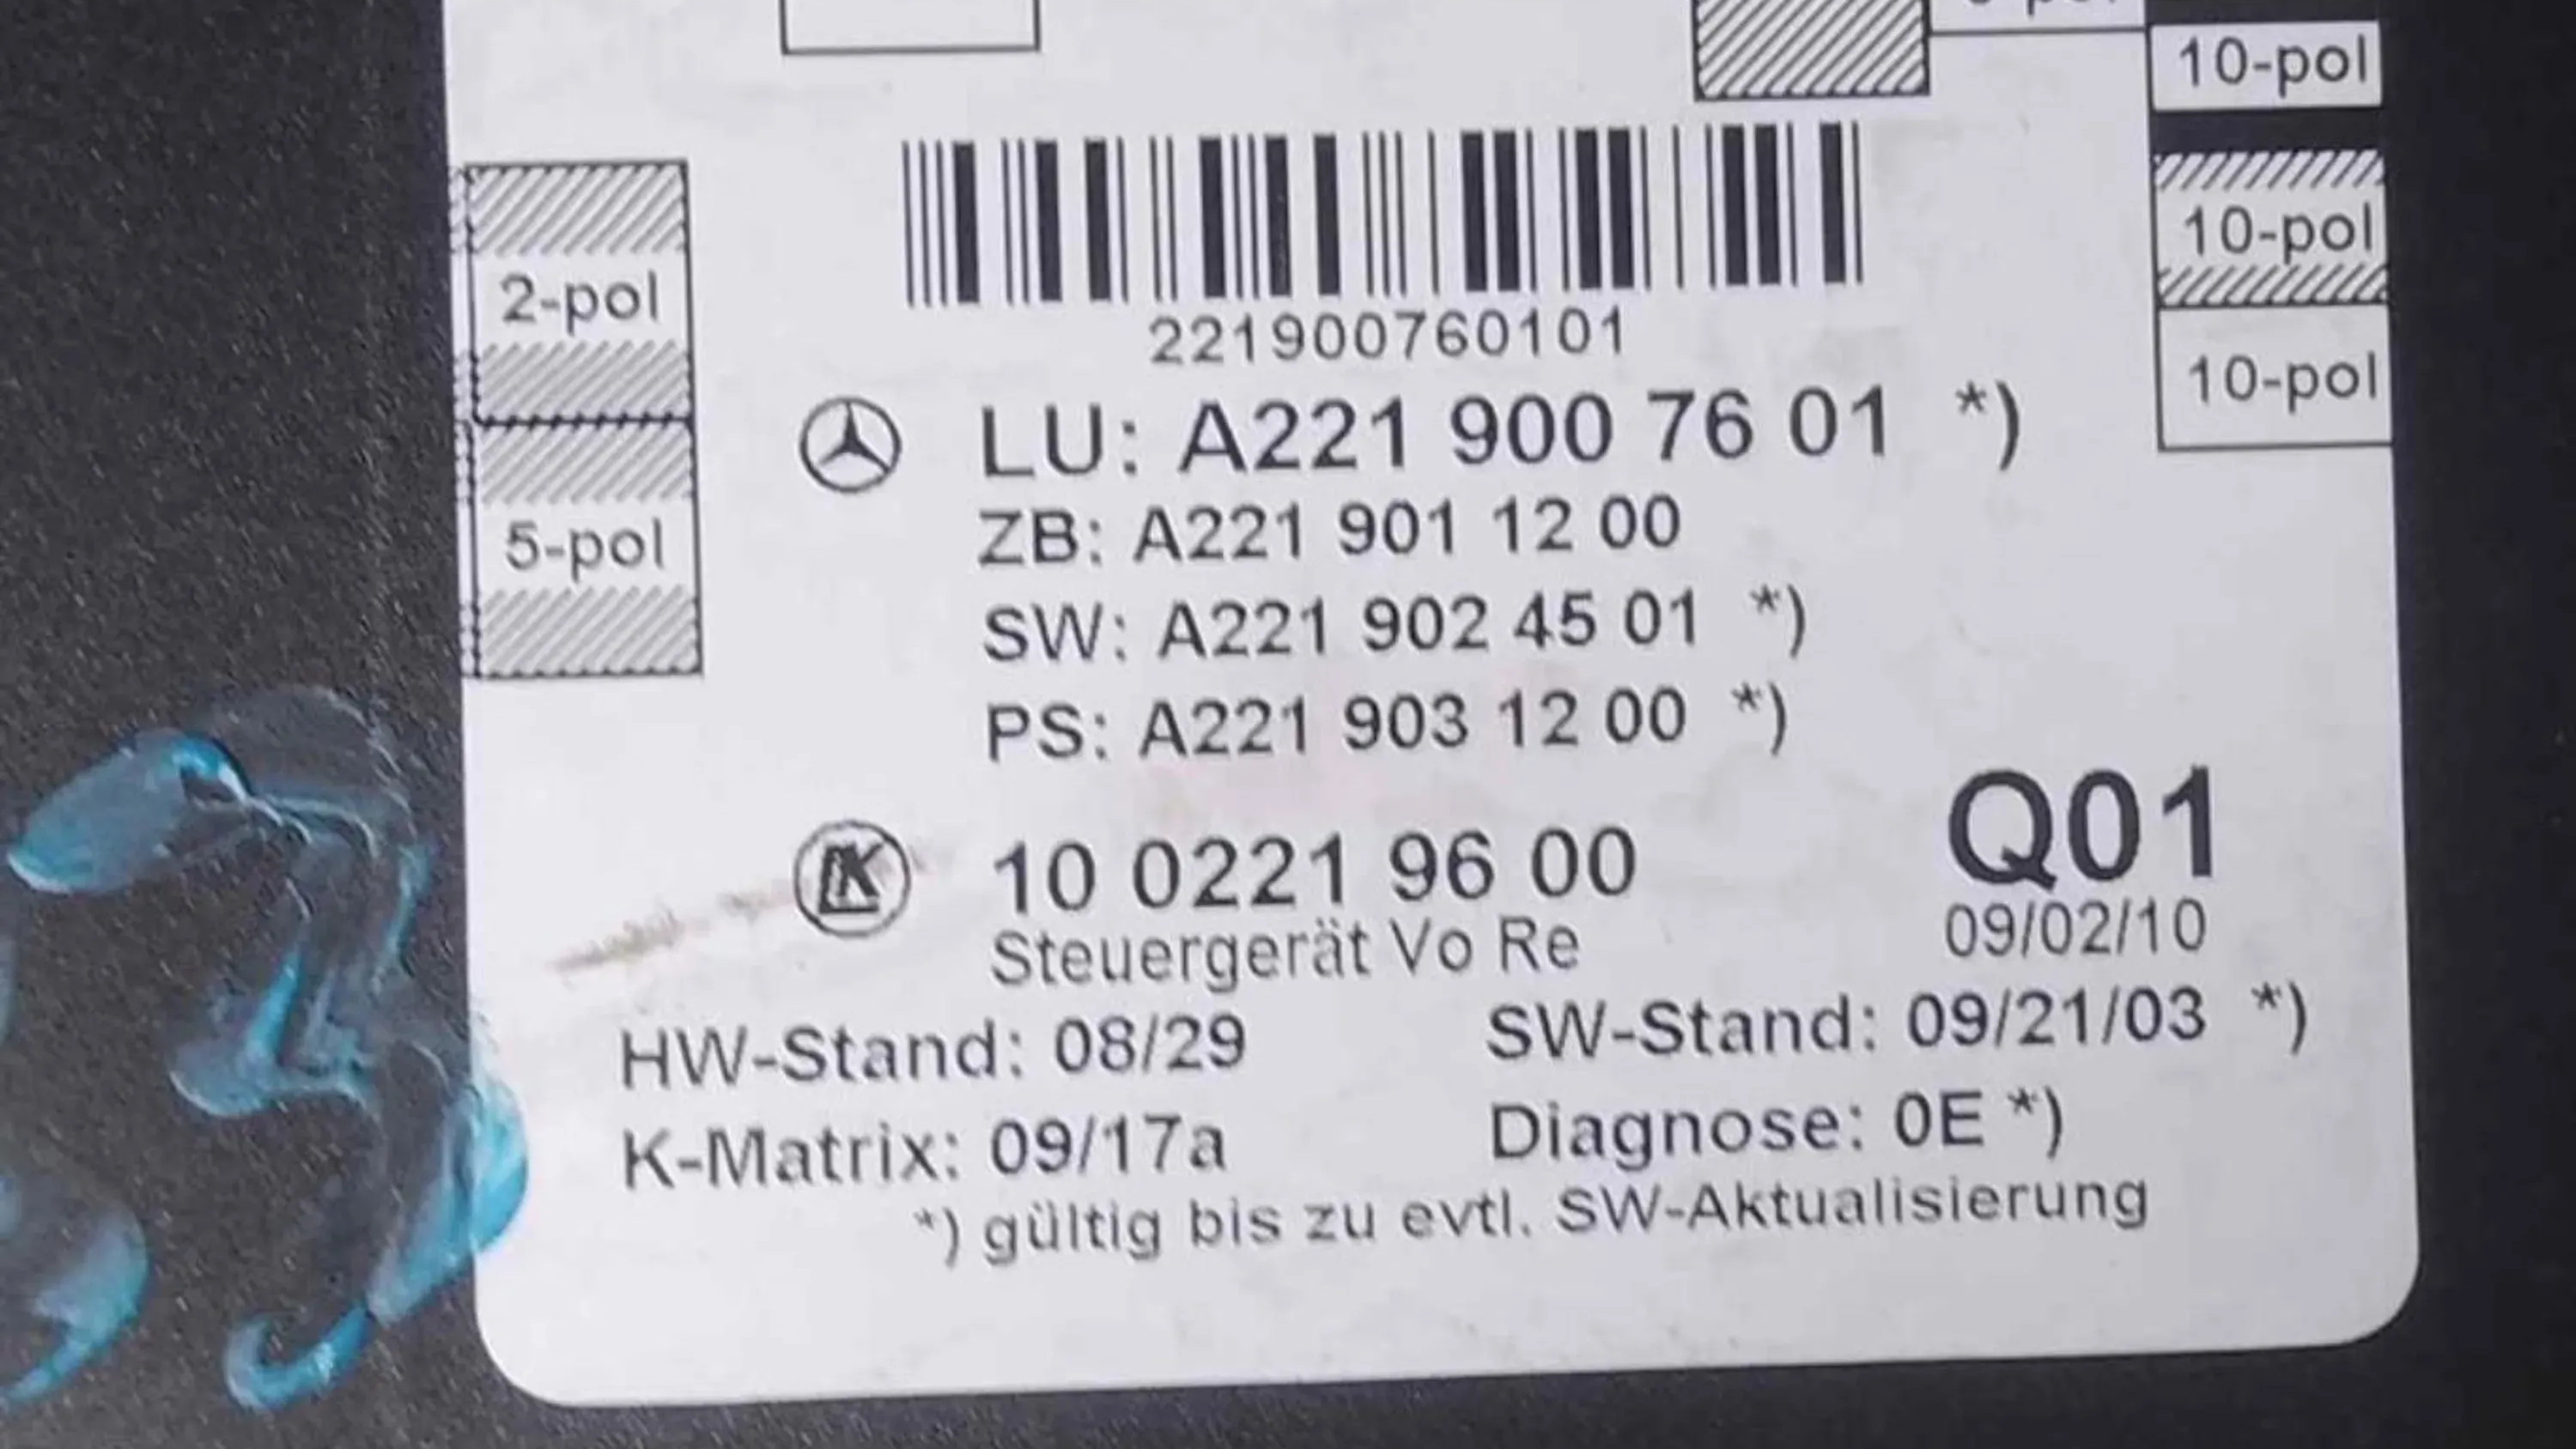 10-pol
10-pol
10-pol
2-pol
5-pol
221900760101
LU: A221 900 76 01 *)
ZB: A221 901 12 00
SW: A221 902 45 01 *)
PS: A221 903 12 00 *)
LK 10 0221 96 00
Q01
Steuergerät Vo Re
09/02/10
HW-Stand: 08/29
SW-Stand: 09/21/03 *)
K-Matrix: 09/17a
Diagnose: 0E *)
*) gültig bis zu evtl. SW-Aktualisierung